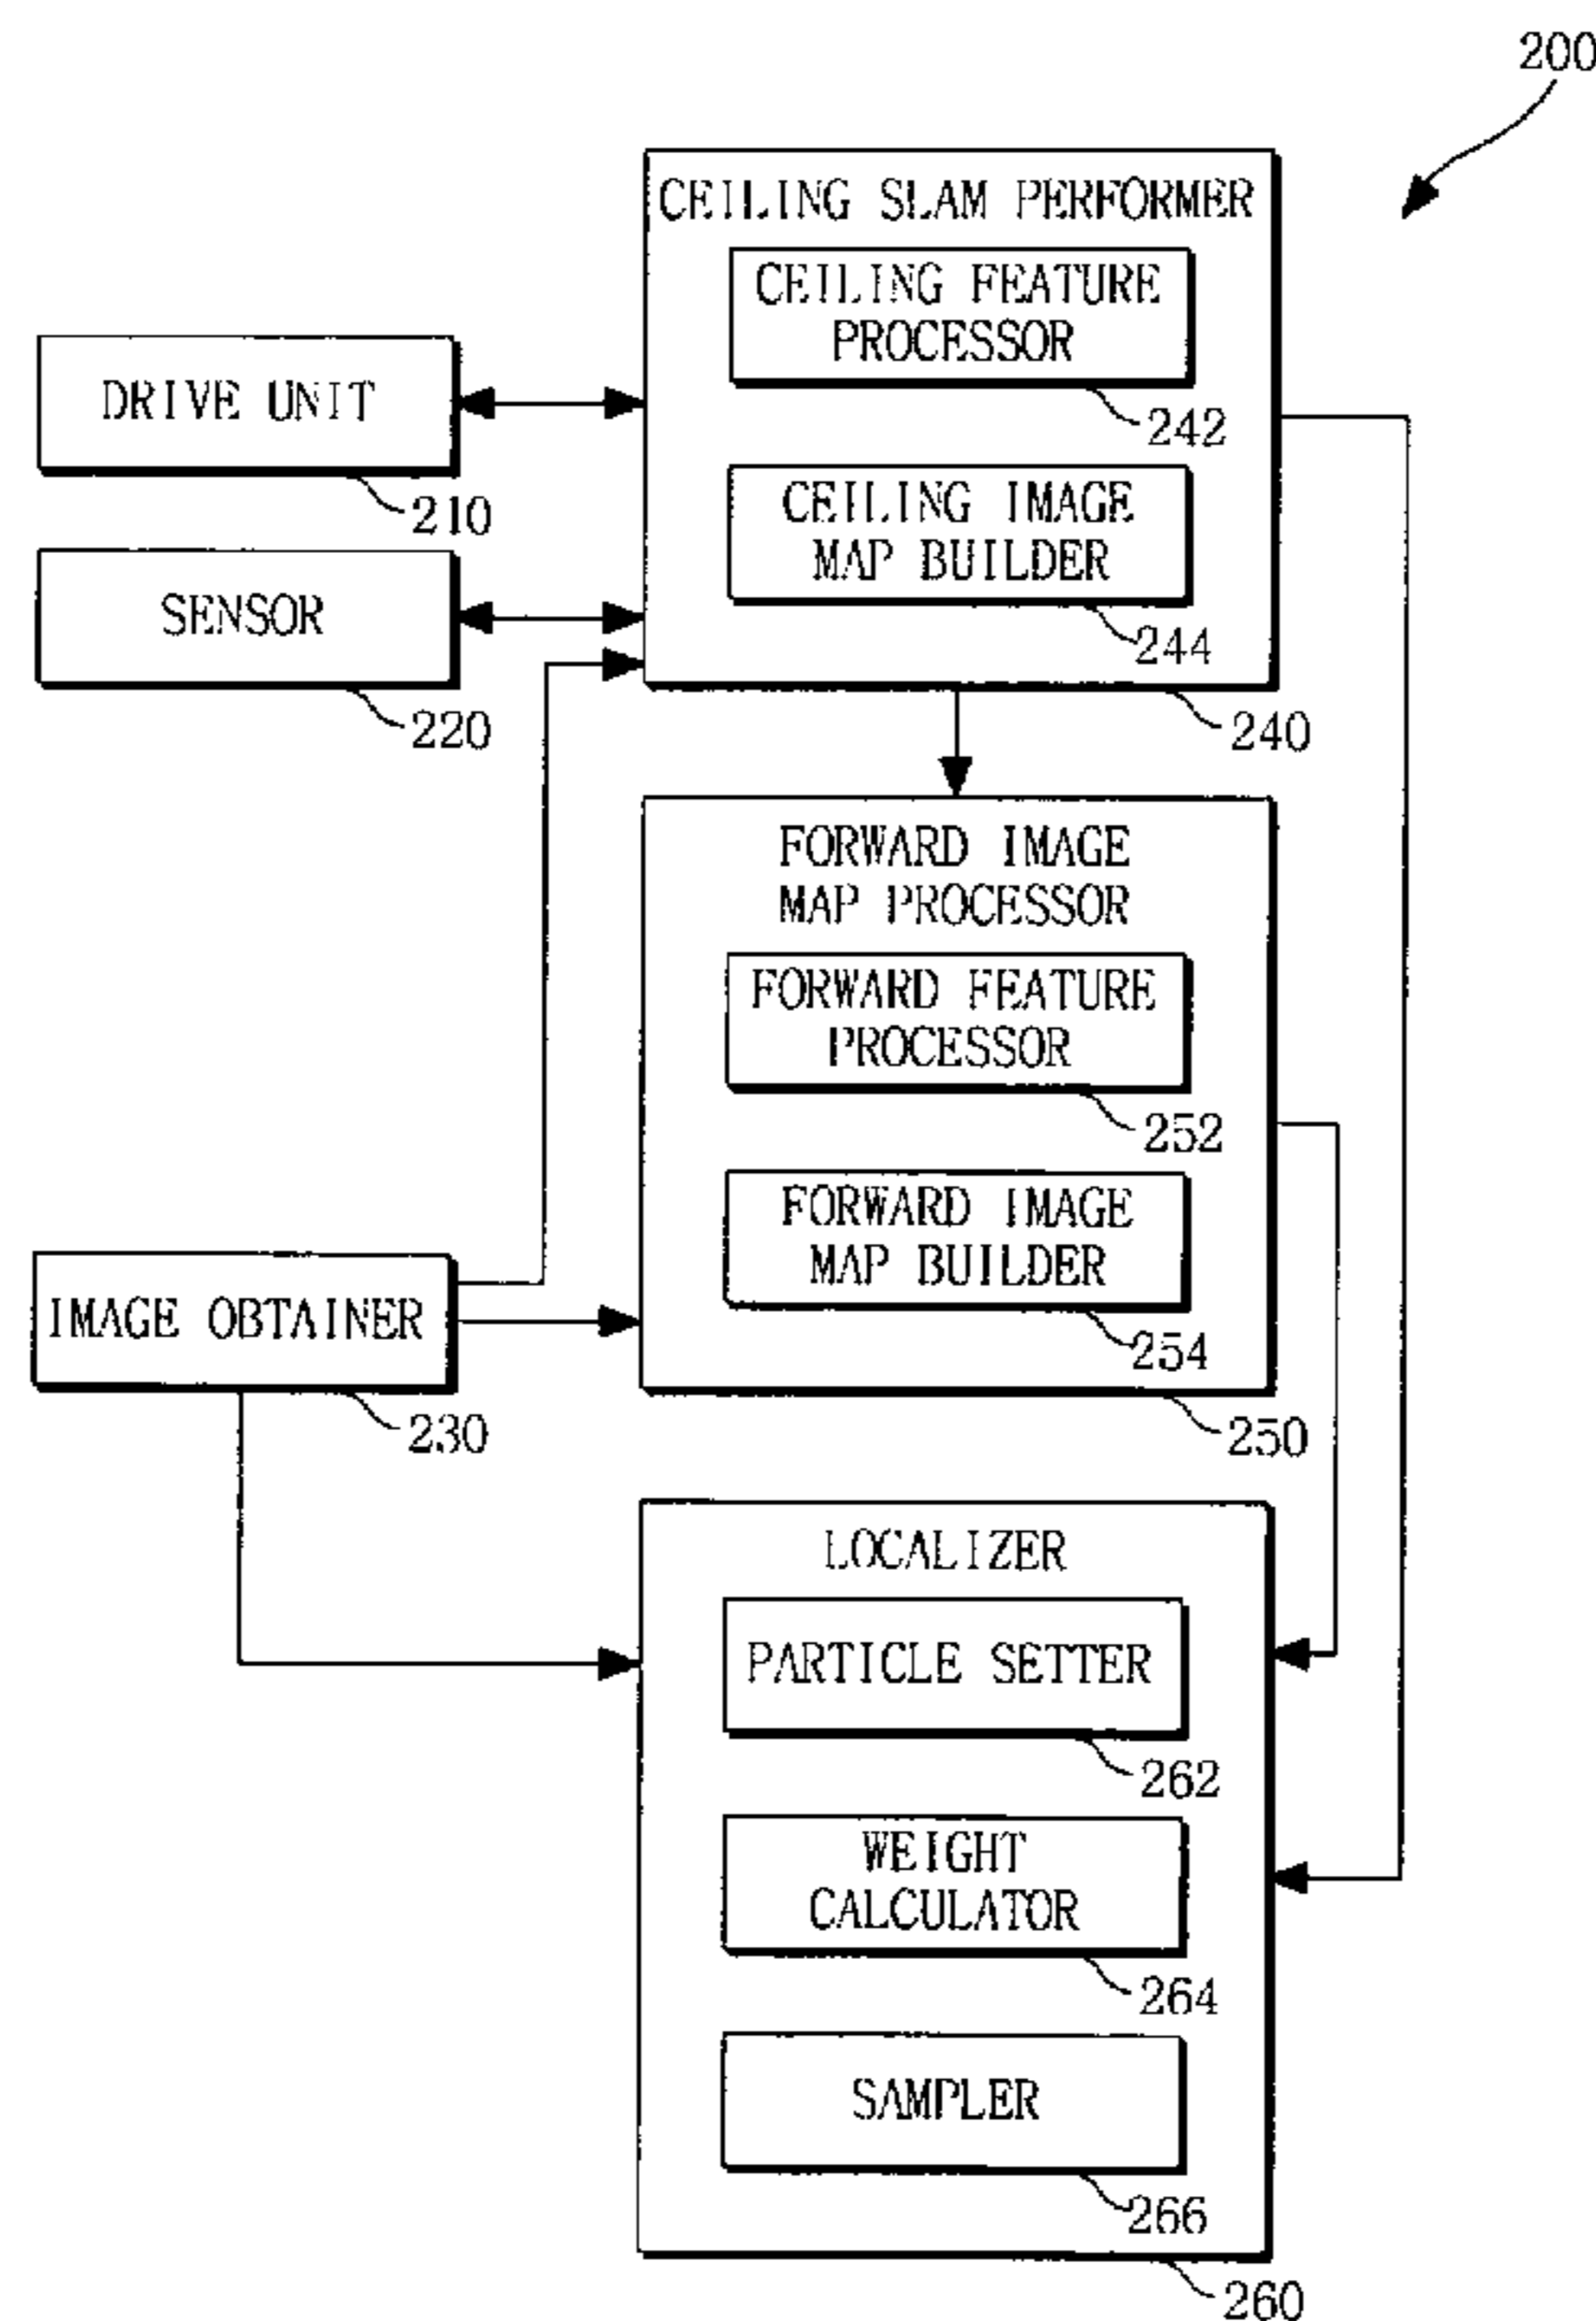 200
CEILING SLAM PERFORMER
CEILING FEATURE
PROCESSOR
242
CEILING IMAGE
MAP BUILDER
244
240
DRIVE UNIT
210
SENSOR
220
FORWARD IMAGE
MAP PROCESSOR
FORWARD FEATURE
PROCESSOR
252
FORWARD IMAGE
MAP BUILDER
254
250
IMAGE OBTAINER
230
LOCALIZER
PARTICLE SETTER
262
WEIGHT
CALCULATOR
264
SAMPLER
266
260